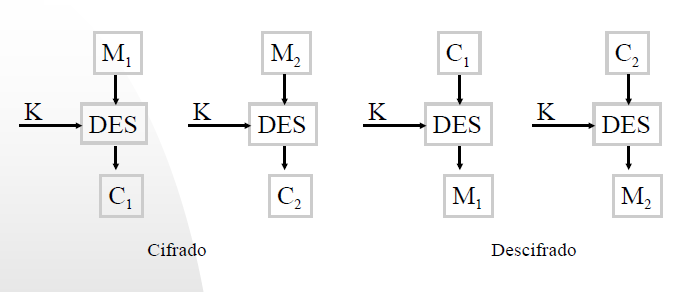 M1 M2 C1 C2
K DES K DES K DES K DES
C1 C2 M1 M2
Cifrado Descifrado